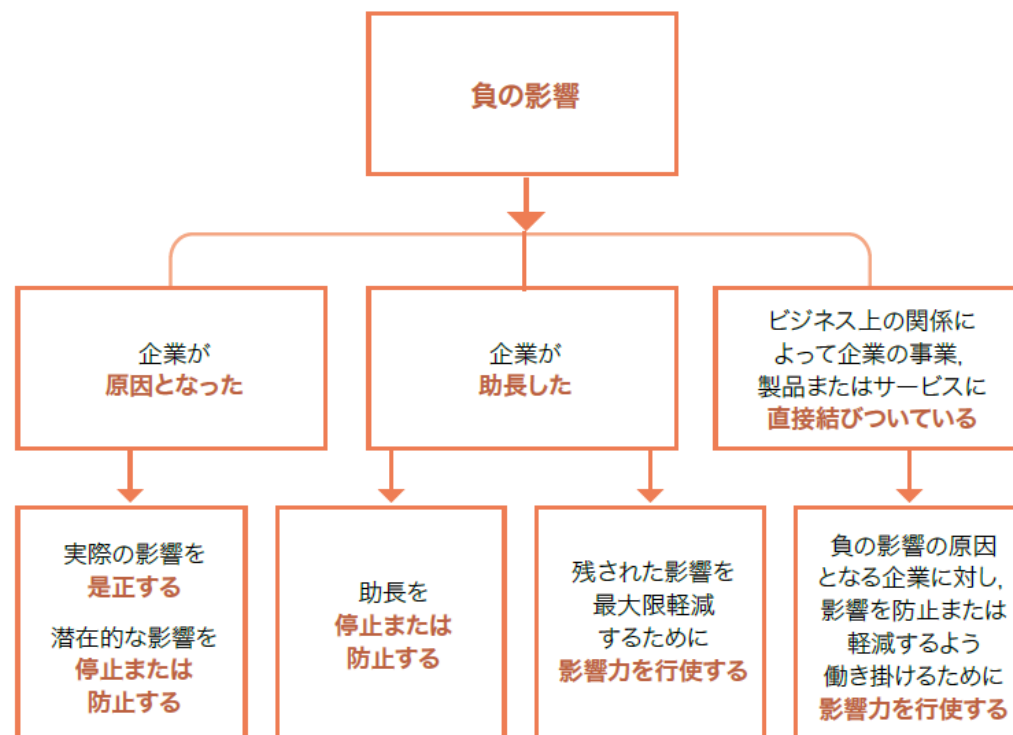 負の影響
企業が
原因となった
企業が
助長した
ビジネス上の関係に
よって企業の事業,
製品またはサービスに
直接結びついている
実際の影響を
是正する
潜在的な影響を
停止または
防止する
助長を
停止または
防止する
残された影響を
最大限軽減
するために
影響力を行使する
負の影響の原因
となる企業に対し,
影響を防止または
軽減するよう
働き掛けるために
影響力を行使する